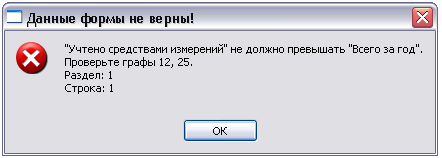 Данные формы не верны!
"Учтено средствами измерений" не должно превышать "Всего за год".
Проверьте графы 12, 25.
Раздел: 1
Строка: 1
OK